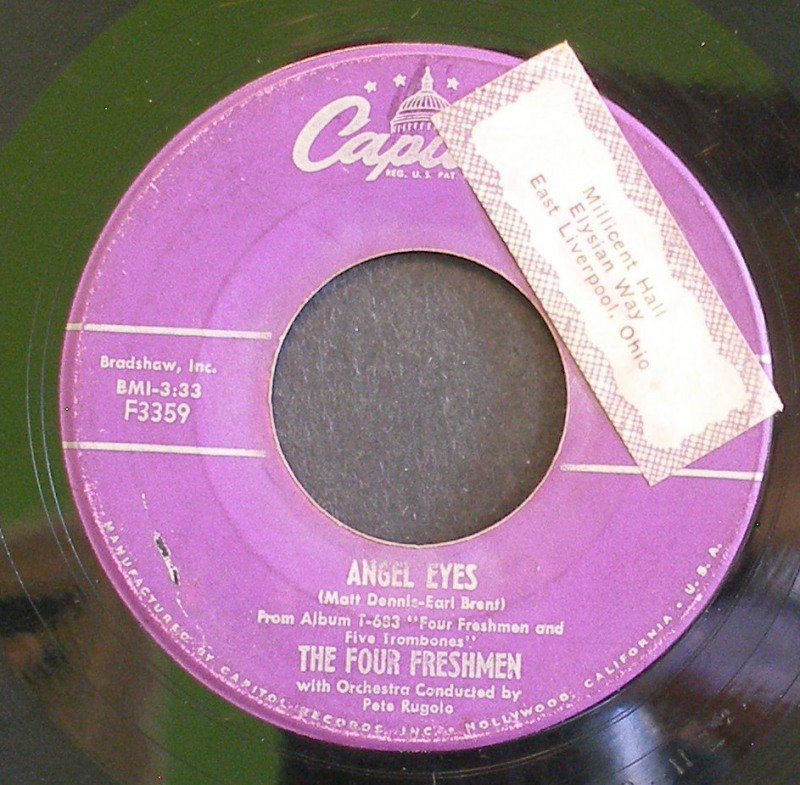 REG. U.S. PAT
Millicent Hall
Elysian Way
East Liverpool, Ohio
Bradshaw, Inc.
BMI-3:33
F3359
ANGEL EYES
(Matt Dennis-Earl Brent)
From Album T-683 "Four Freshmen and
Five Trombones"
THE FOUR FRESHMEN
with Orchestra Conducted by
Pete Rugolo
MANUFACTURED BY CAPITOL RECORDS, INC. • HOLLYWOOD, CALIFORNIA • U.S.A.